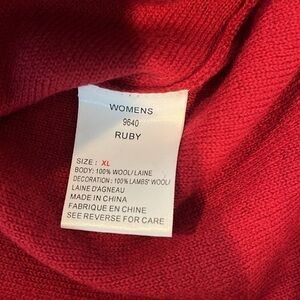 WOMENS
9640
RUBY
SIZE : XL
BODY: 100% WOOL/ LAINE
DECORATION : 100% LAMBS' WOOL/
LAINE D'AGNEAU
MADE IN CHINA
FABRIQUE EN CHINE
SEE REVERSE FOR CARE